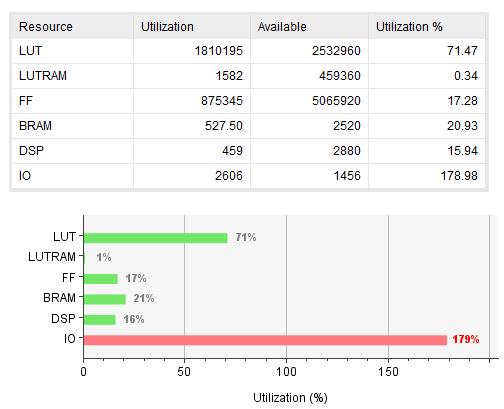 Resource Utilization Available Utilization %
LUT 1810195 2532960 71.47
LUTRAM 1582 459360 0.34
FF 875345 5065920 17.28
BRAM 527.50 2520 20.93
DSP 459 2880 15.94
IO 2606 1456 178.98
LUT 71%
LUTRAM 1%
FF 17%
BRAM 21%
DSP 16%
IO 179%
0 50 100 150
Utilization (%)